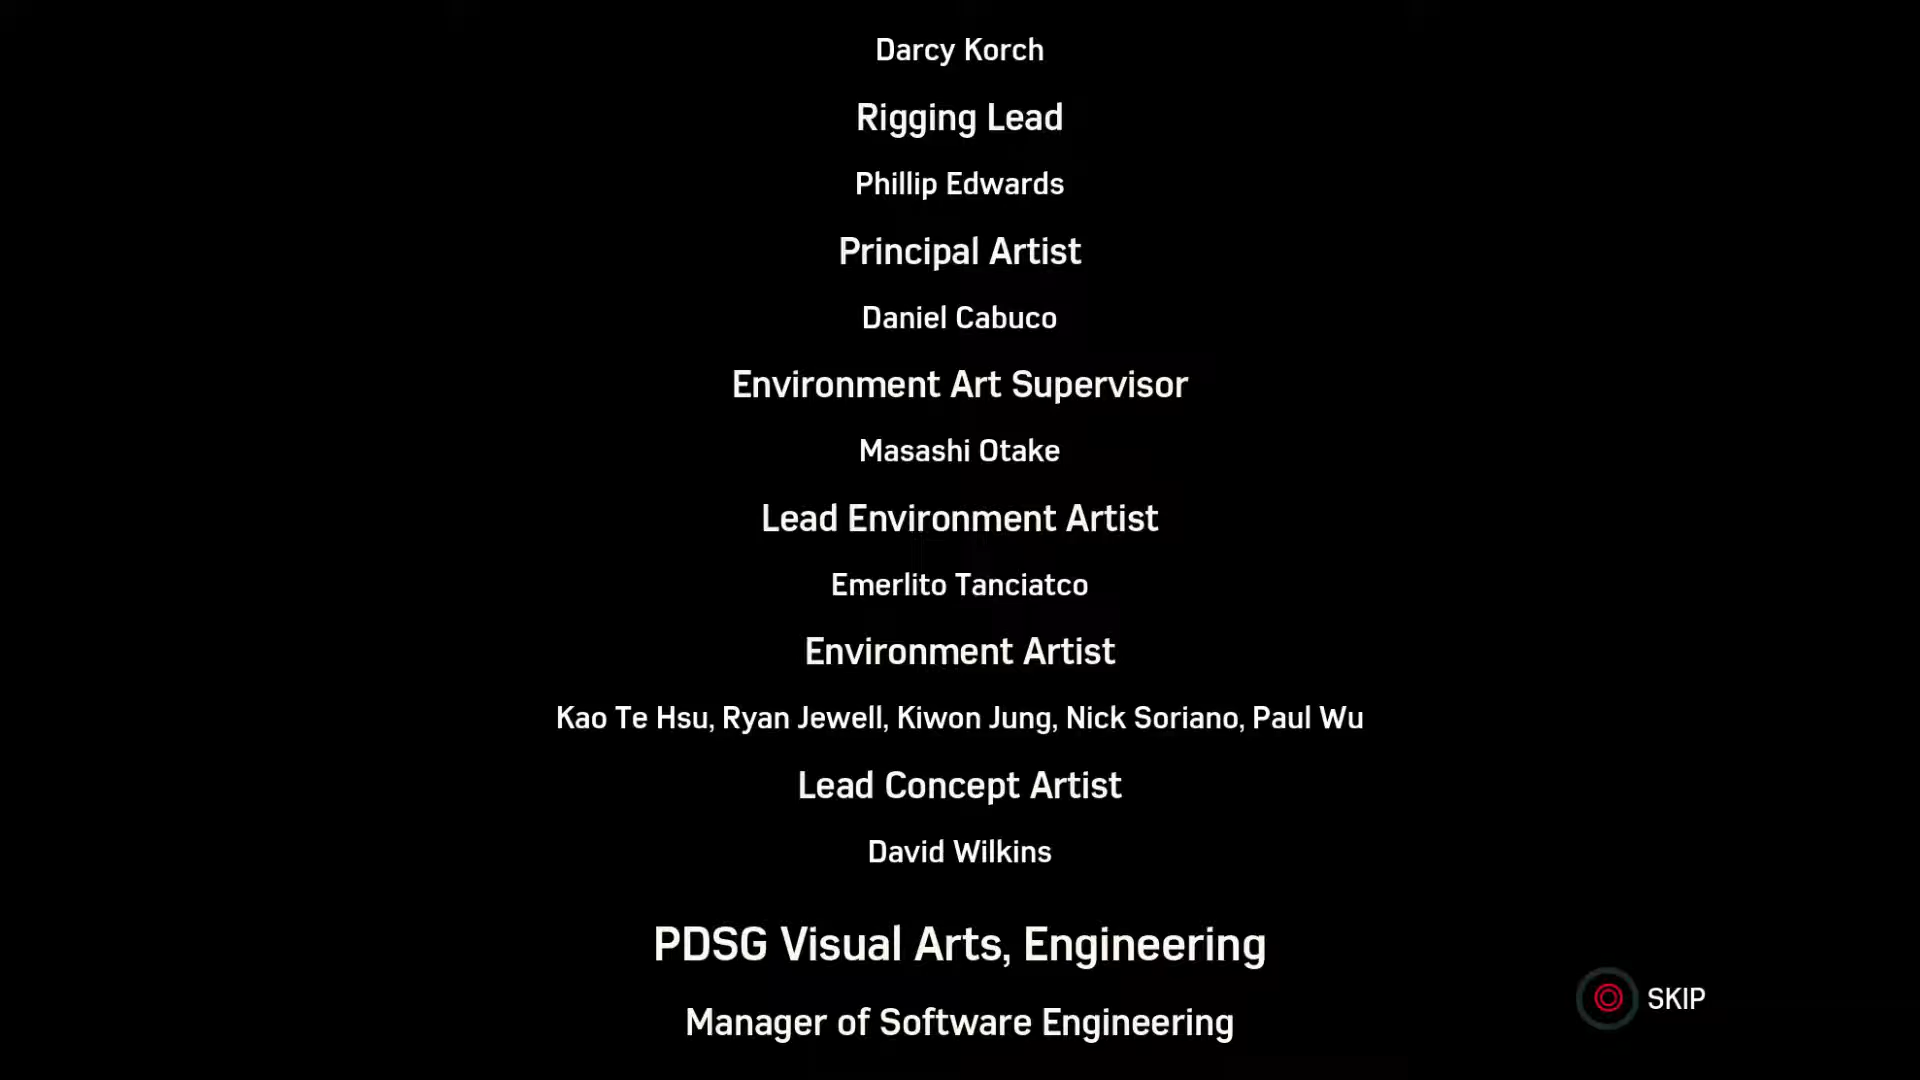 Darcy Korch
Rigging Lead
Phillip Edwards
Principal Artist
Daniel Cabuco
Environment Art Supervisor
Masashi Otake
Lead Environment Artist
Emerlito Tanciatco
Environment Artist
Kao Te Hsu, Ryan Jewell, Kiwon Jung, Nick Soriano, Paul Wu
Lead Concept Artist
David Wilkins
PDSG Visual Arts, Engineering
SKIP
Manager of Software Engineering